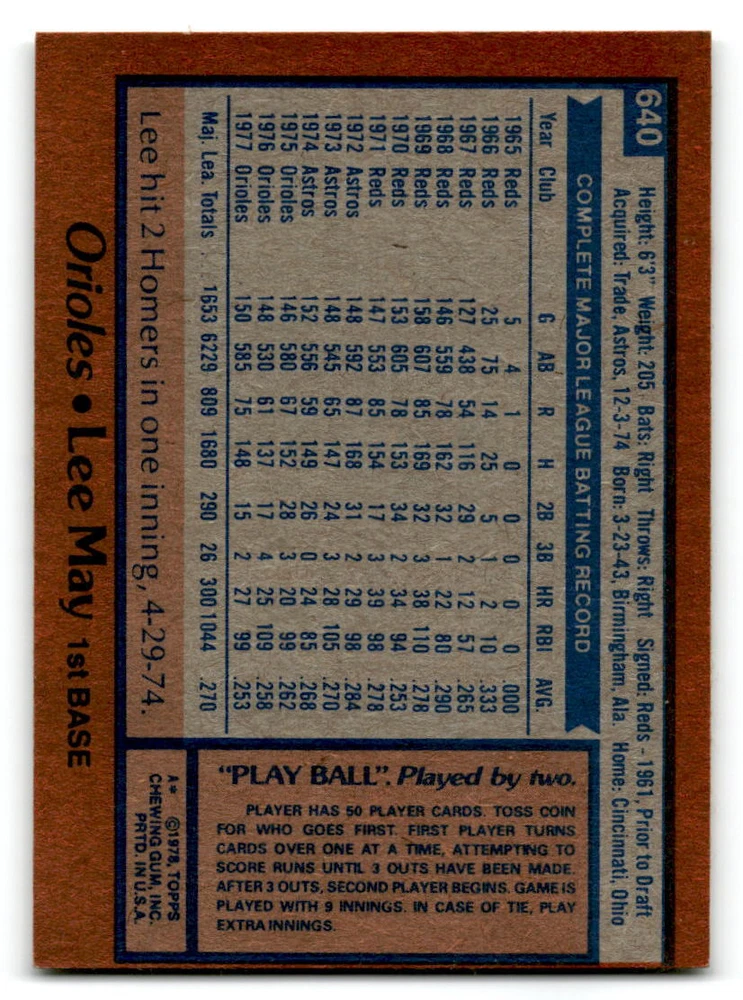 640
Height: 6'3" Weight: 205 Bats: Right Throws: Right Signed: Reds - 1961, Prior to Draft
Acquired: Trade, Astros, 12-3-74 Born: 3-23-43, Birmingham, Ala. Home: Cincinnati, Ohio
COMPLETE MAJOR LEAGUE BATTING RECORD
Year Club G AB R H 2B 3B HR RBI AVG.
1965 Reds 5 4 1 0 0 0 0 0 .000
1966 Reds 25 75 14 25 5 1 2 10 .333
1967 Reds 127 438 54 116 29 2 12 57 .265
1968 Reds 146 559 78 162 32 1 22 80 .290
1969 Reds 158 607 85 169 32 3 38 110 .278
1970 Reds 153 605 78 153 34 2 34 94 .253
1971 Reds 147 553 85 154 17 3 39 98 .278
1972 Astros 148 592 87 168 31 2 29 98 .284
1973 Astros 148 545 65 147 24 3 28 105 .270
1974 Astros 152 556 59 149 26 0 24 85 .268
1975 Orioles 146 580 67 152 28 3 20 99 .262
1976 Orioles 148 530 61 137 17 4 25 109 .258
1977 Orioles 150 585 75 148 15 2 27 99 .253
Maj. Lea. Totals 1653 6229 809 1680 290 26 300 1044 .270
Lee hit 2 Homers in one inning, 4-29-74.
Orioles • Lee May 1st BASE
"PLAY BALL". Played by two.
PLAYER HAS 50 PLAYER CARDS. TOSS COIN
FOR WHO GOES FIRST. FIRST PLAYER TURNS
CARDS OVER ONE AT A TIME, ATTEMPTING TO
SCORE RUNS UNTIL 3 OUTS HAVE BEEN MADE.
AFTER 3 OUTS, SECOND PLAYER BEGINS. GAME IS
PLAYED WITH 9 INNINGS. IN CASE OF TIE, PLAY
EXTRA INNINGS.
A* ©1978, TOPPS
CHEWING GUM, INC.
PRTD. IN U.S.A.